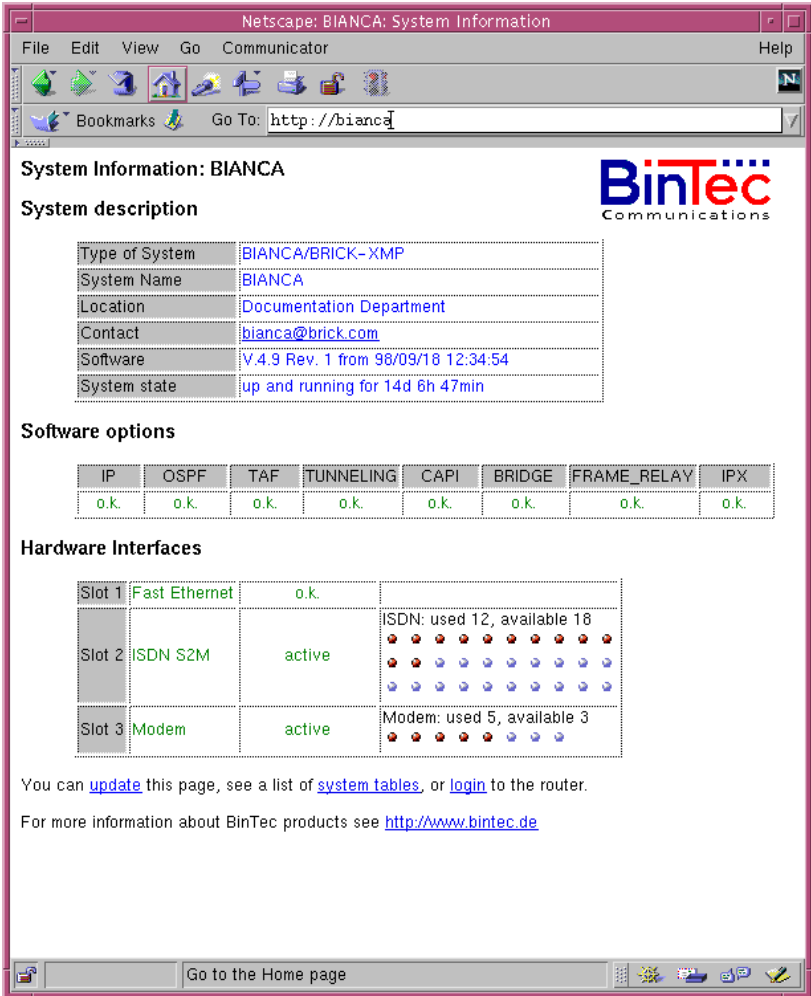 Netscape: BIANCA: System Information
File Edit View Go Communicator Help
N
Bookmarks Go To: http://bianca
System Information: BIANCA
BinTec
Communications
System description
Type of System BIANCA/BRICK-XMP
System Name BIANCA
Location Documentation Department
Contact bianca@brick.com
Software V.4.9 Rev. 1 from 98/09/18 12:34:54
System state up and running for 14d 6h 47min
Software options
IP OSPF TAF TUNNELING CAPI BRIDGE FRAME_RELAY IPX
o.k. o.k. o.k. o.k. o.k. o.k. o.k. o.k.
Hardware Interfaces
Slot 1 Fast Ethernet o.k.
ISDN: used 12, available 18
Slot 2 ISDN S2M active
Modem: used 5, available 3
Slot 3 Modem active
You can update this page, see a list of system tables, or login to the router.
For more information about BinTec products see http://www.bintec.de
Go to the Home page